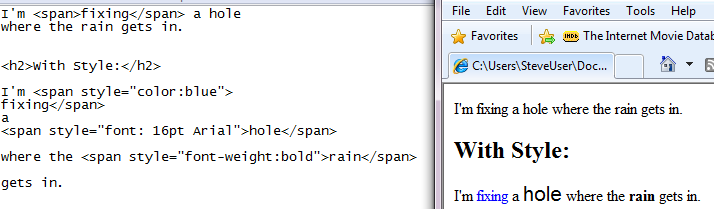 I'm <span>fixing</span> a hole
where the rain gets in.
<h2>With Style:</h2>
I'm <span style="color:blue">
fixing</span>
a
<span style="font: 16pt Arial">hole</span>
where the <span style="font-weight:bold">rain</span>
gets in.
File Edit View Favorites Tools Help
Favorites IMDb The Internet Movie Datab
C:\Users\SteveUser\Doc...
I'm fixing a hole where the rain gets in.
With Style:
I'm fixing a hole where the rain gets in.